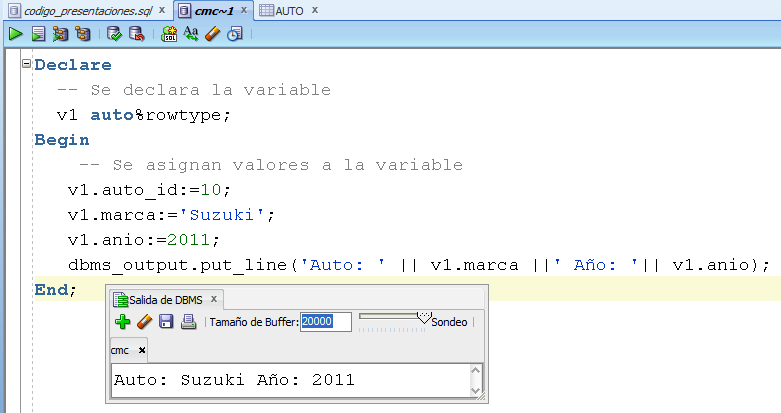 codigo_presentaciones.sql x cmc~1 x AUTO x
Declare
-- Se declara la variable
v1 auto%rowtype;
Begin
-- Se asignan valores a la variable
v1.auto_id:=10;
v1.marca:='Suzuki';
v1.anio:=2011;
dbms_output.put_line('Auto: ' || v1.marca ||' Año: '|| v1.anio);
End;
Salida de DBMS x
Tamaño de Buffer: 20000 Sondeo
cmc x
Auto: Suzuki Año: 2011